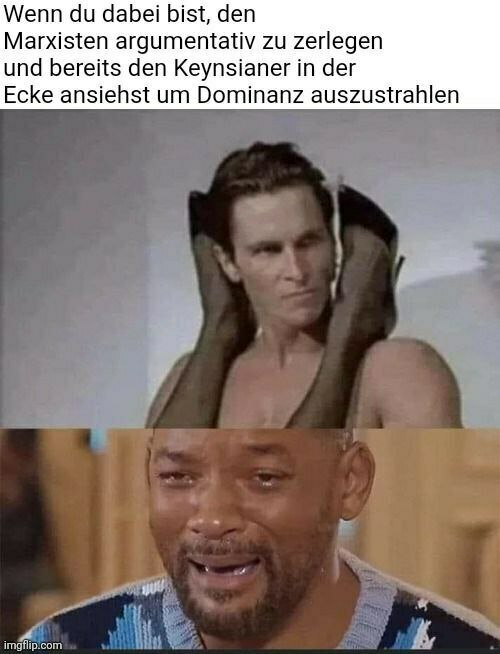 Wenn du dabei bist, den
Marxisten argumentativ zu zerlegen
und bereits den Keynsianer in der
Ecke ansiehst um Dominanz auszustrahlen
imgflip.com